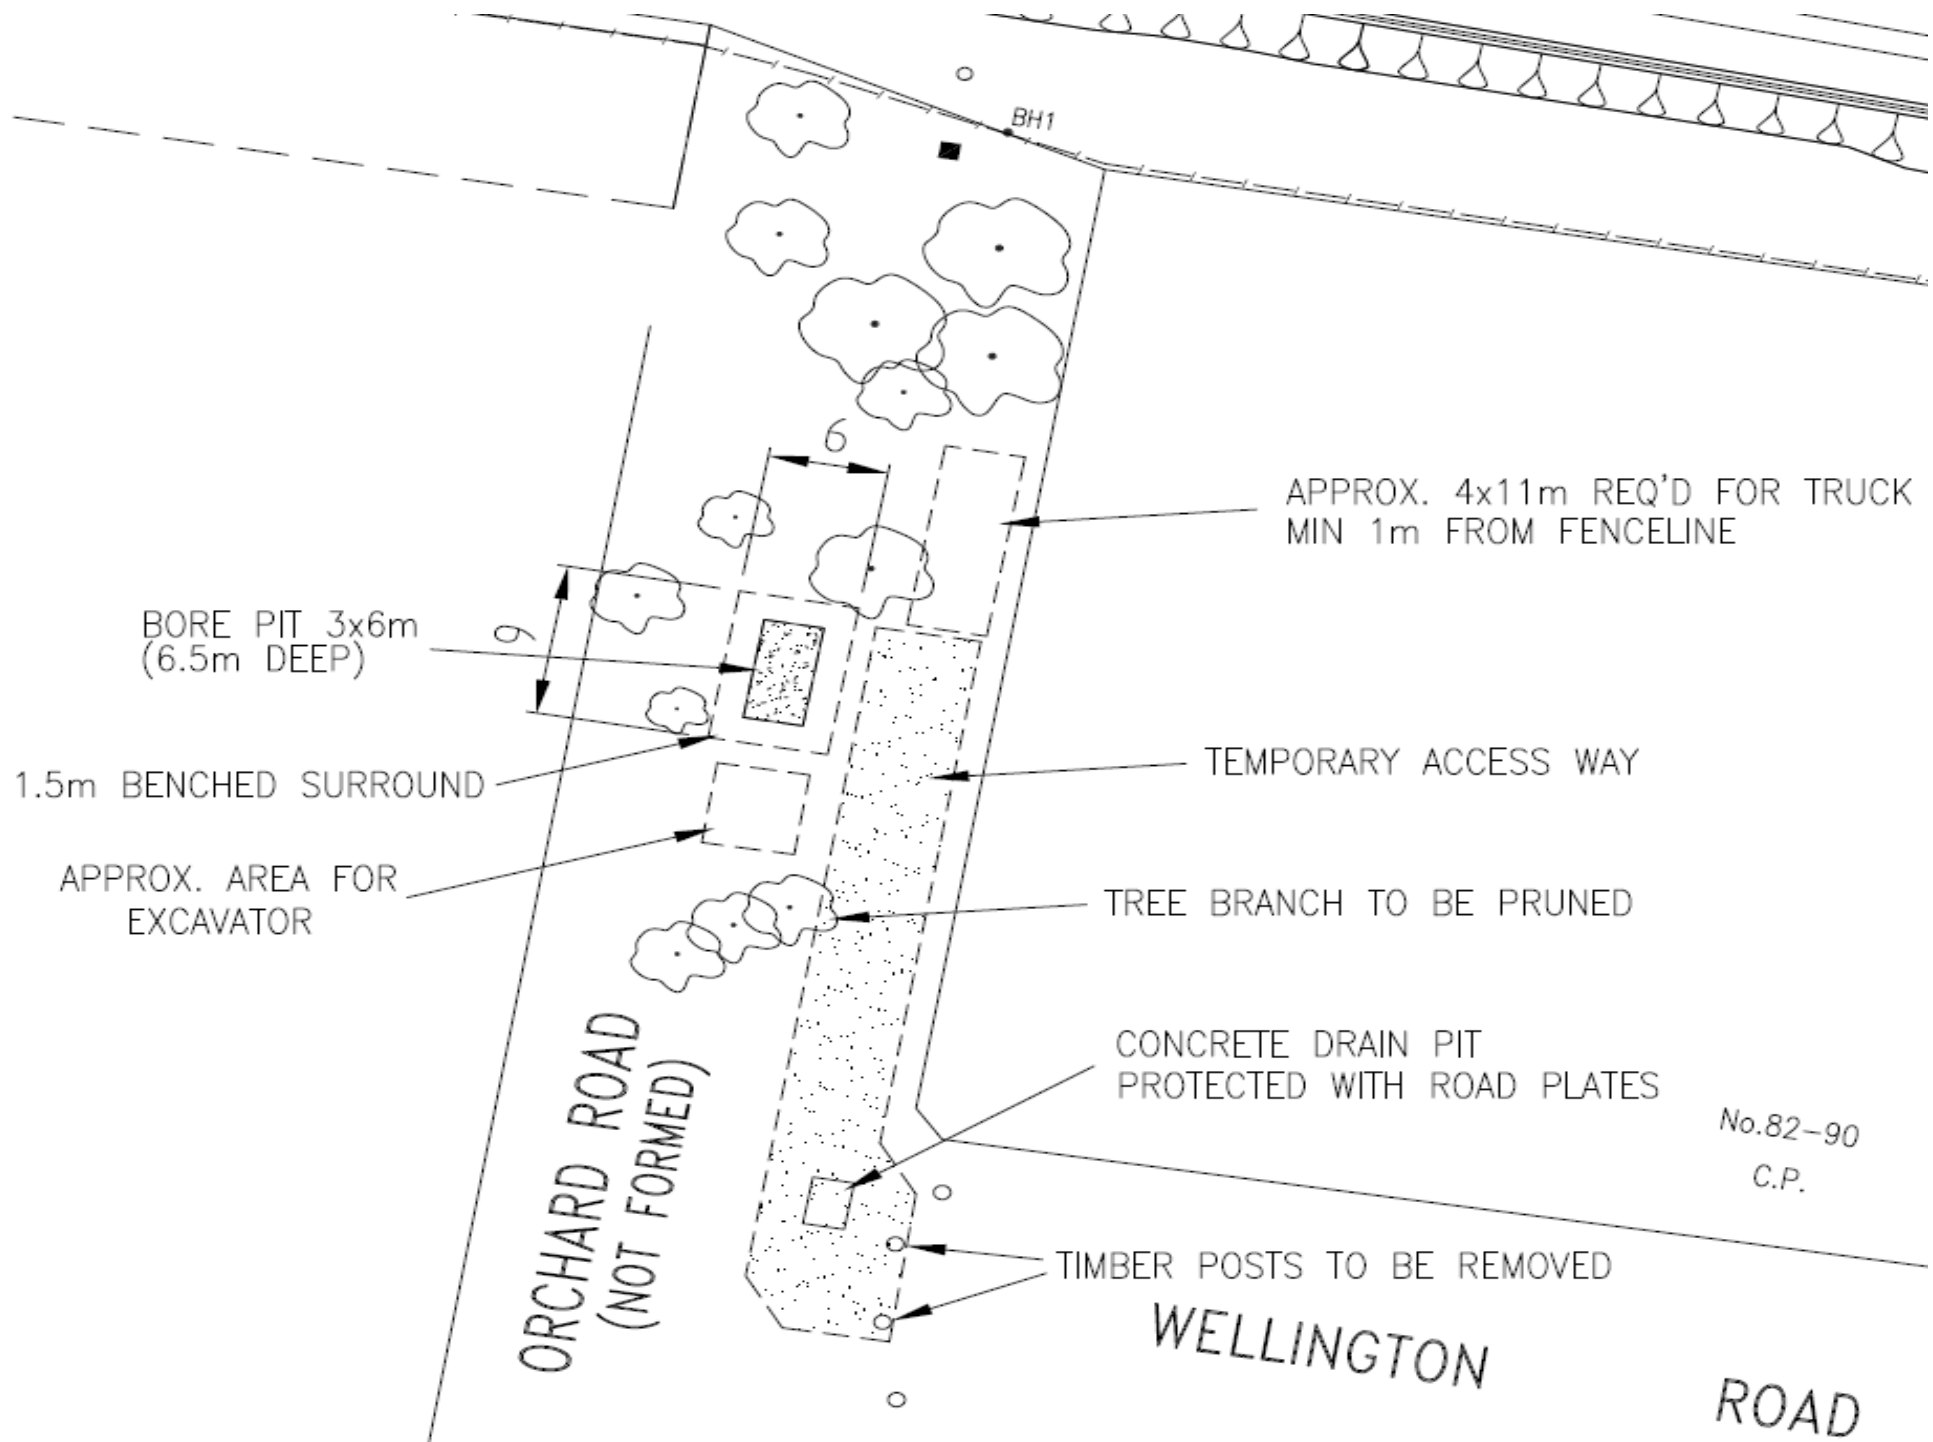 BH1
6
APPROX. 4x11m REQ'D FOR TRUCK
MIN 1m FROM FENCELINE
BORE PIT 3x6m
(6.5m DEEP)
9
TEMPORARY ACCESS WAY
1.5m BENCHED SURROUND
APPROX. AREA FOR
EXCAVATOR
TREE BRANCH TO BE PRUNED
ORCHARD ROAD
(NOT FORMED)
CONCRETE DRAIN PIT
PROTECTED WITH ROAD PLATES
No.82-90
C.P.
TIMBER POSTS TO BE REMOVED
WELLINGTON ROAD